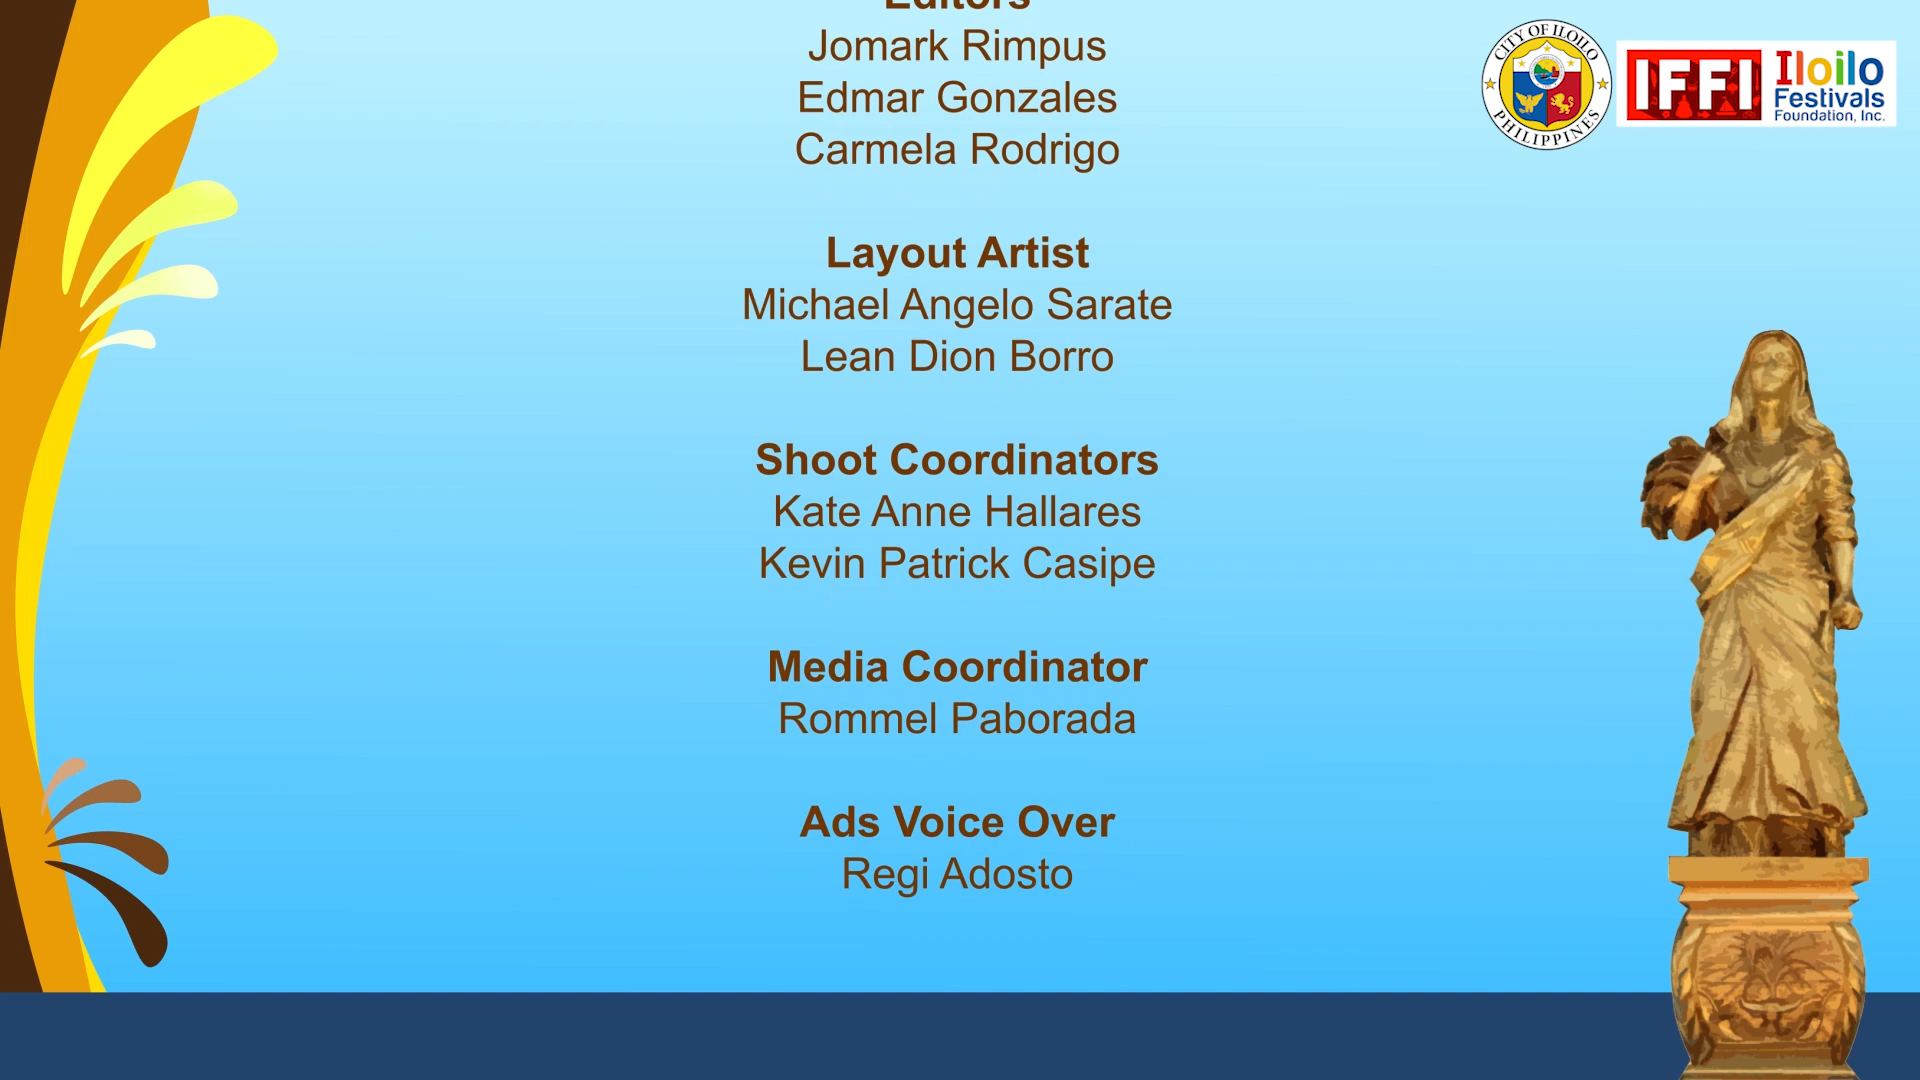 Editors
Jomark Rimpus
Edmar Gonzales
Carmela Rodrigo
Layout Artist
Michael Angelo Sarate
Lean Dion Borro
Shoot Coordinators
Kate Anne Hallares
Kevin Patrick Casipe
Media Coordinator
Rommel Paborada
Ads Voice Over
Regi Adosto
CITY OF ILOILO
PHILIPPINES
IFFI
Iloilo
Festivals
Foundation, Inc.